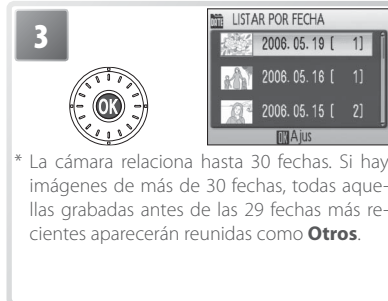 3
LISTAR POR FECHA
2006. 05. 19 [ 1]
2006. 05. 16 [ 1]
2006. 05. 15 [ 2]
OK Ajus
OK
* La cámara relaciona hasta 30 fechas. Si hay
imágenes de más de 30 fechas, todas aque-
llas grabadas antes de las 29 fechas más re-
cientes aparecerán reunidas como Otros.